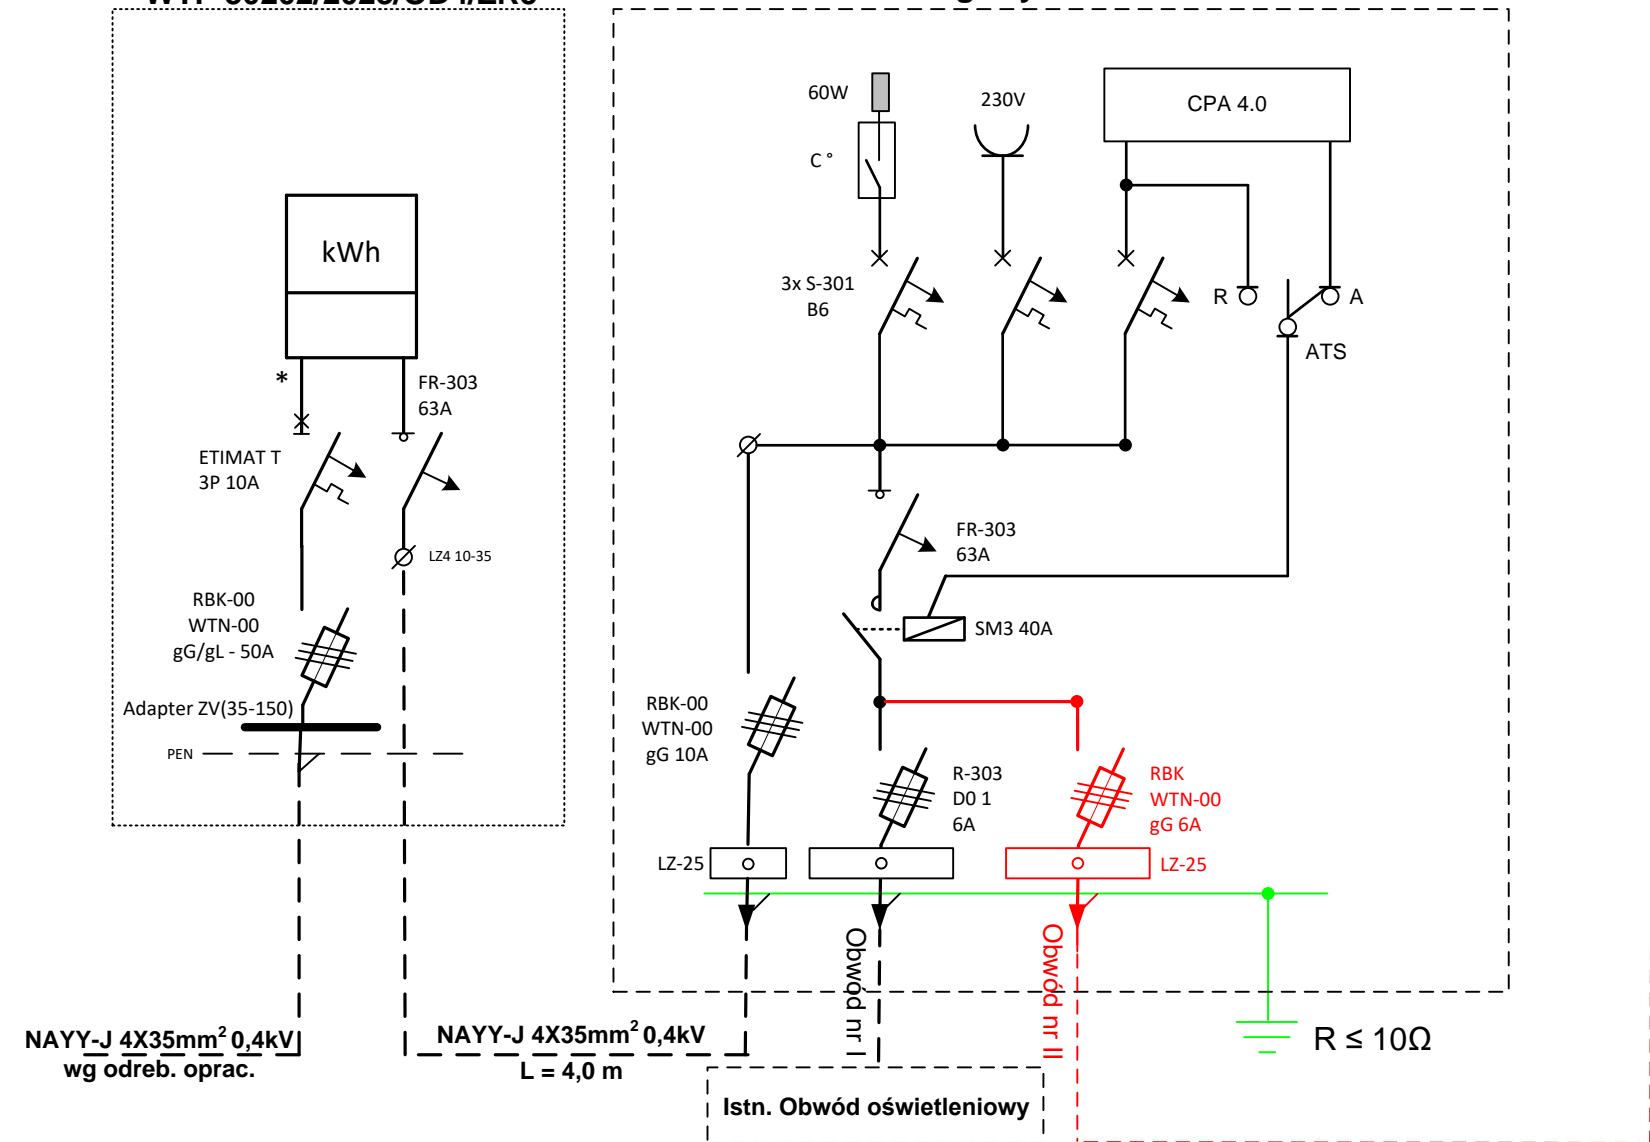 kWh
*
FR-303
63A
ETIMAT T
3P 10A
LZ4 10-35
RBK-00
WTN-00
gG/gL - 50A
Adapter ZV(35-150)
PEN
NAYY-J 4X35mm² 0,4kV
wg odreb. oprac.
NAYY-J 4X35mm² 0,4kV
L = 4,0 m
60W
C °
230V
CPA 4.0
3x S-301
B6
R
A
ATS
FR-303
63A
SM3 40A
RBK-00
WTN-00
gG 10A
R-303
D0 1
6A
RBK
WTN-00
gG 6A
LZ-25
LZ-25
Obwód nr I
Obwód nr II
R ≤ 10Ω
Istn. Obwód oświetleniowy